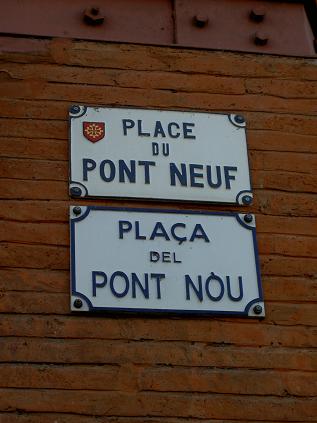 PLACE
DU
PONT NEUF
PLAÇA
DEL
PONT NÒU